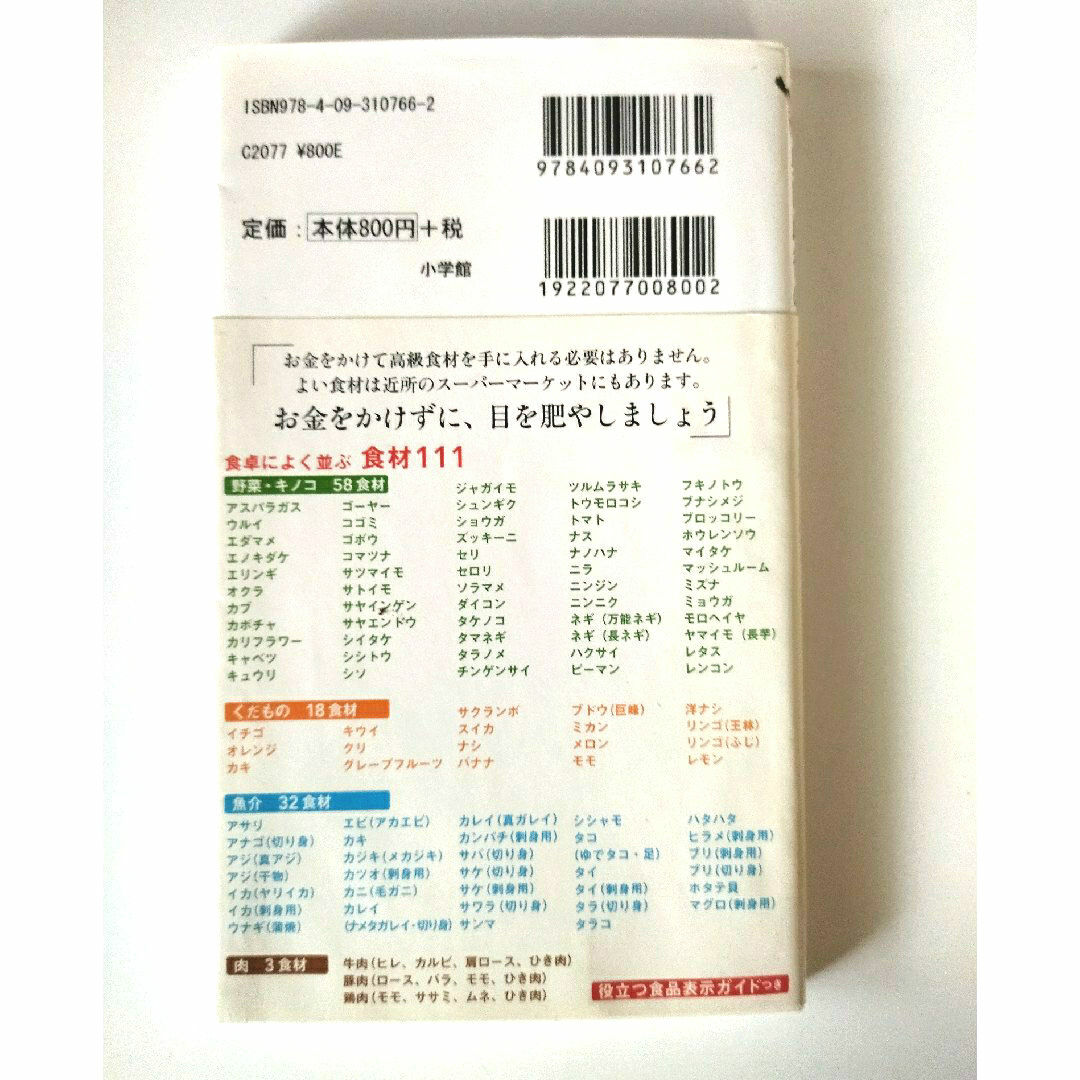 ISBN978-4-09-310766-2
C2077 ¥800E
9784093107662
定価：本体800円＋税
小学館
1922077008002
お金をかけて高級食材を手に入れる必要はありません。
よい食材は近所のスーパーマーケットにもあります。
お金をかけずに、目を肥やしましょう
食卓によく並ぶ 食材111
野菜・キノコ 58食材
アスパラガス
ウルイ
エダマメ
エノキダケ
エリンギ
オクラ
カブ
カボチャ
カリフラワー
キャベツ
キュウリ
ゴーヤー
コゴミ
ゴボウ
コマツナ
サツマイモ
サトイモ
サヤインゲン
サヤエンドウ
シイタケ
シシトウ
シソ
ジャガイモ
シュンギク
ショウガ
ズッキーニ
セリ
セロリ
ソラマメ
ダイコン
タケノコ
タマネギ
タラノメ
チンゲンサイ
ツルムラサキ
トウモロコシ
トマト
ナス
ナノハナ
ニラ
ニンジン
ニンニク
ネギ（万能ネギ）
ネギ（長ネギ）
ハクサイ
ピーマン
フキノトウ
ブナシメジ
ブロッコリー
ホウレンソウ
マイタケ
マッシュルーム
ミズナ
ミョウガ
モロヘイヤ
ヤマイモ（長芋）
レタス
レンコン
くだもの 18食材
イチゴ
オレンジ
カキ
キウイ
クリ
グレープフルーツ
サクランボ
スイカ
ナシ
バナナ
ブドウ（巨峰）
ミカン
メロン
モモ
洋ナシ
リンゴ（王林）
リンゴ（ふじ）
レモン
魚介 32食材
アサリ
アナゴ（切り身）
アジ（真アジ）
アジ（干物）
イカ（ヤリイカ）
イカ（刺身用）
ウナギ（蒲焼）
エビ（アカエビ）
カキ
カジキ（メカジキ）
カツオ（刺身用）
カニ（毛ガニ）
カレイ
（ナメタガレイ・切り身）
カレイ（真ガレイ）
カンパチ（刺身用）
サバ（切り身）
サケ（切り身）
サケ（刺身用）
サワラ（切り身）
サンマ
シシャモ
タコ
（ゆでタコ・足）
タイ
タイ（刺身用）
タラ（切り身）
タラコ
ハタハタ
ヒラメ（刺身用）
ブリ（刺身用）
ブリ（切り身）
ホタテ貝
マグロ（刺身用）
肉 3食材
牛肉（ヒレ、カルビ、肩ロース、ひき肉）
豚肉（ロース、バラ、モモ、ひき肉）
鶏肉（モモ、ササミ、ムネ、ひき肉）
役立つ食品表示ガイドつき